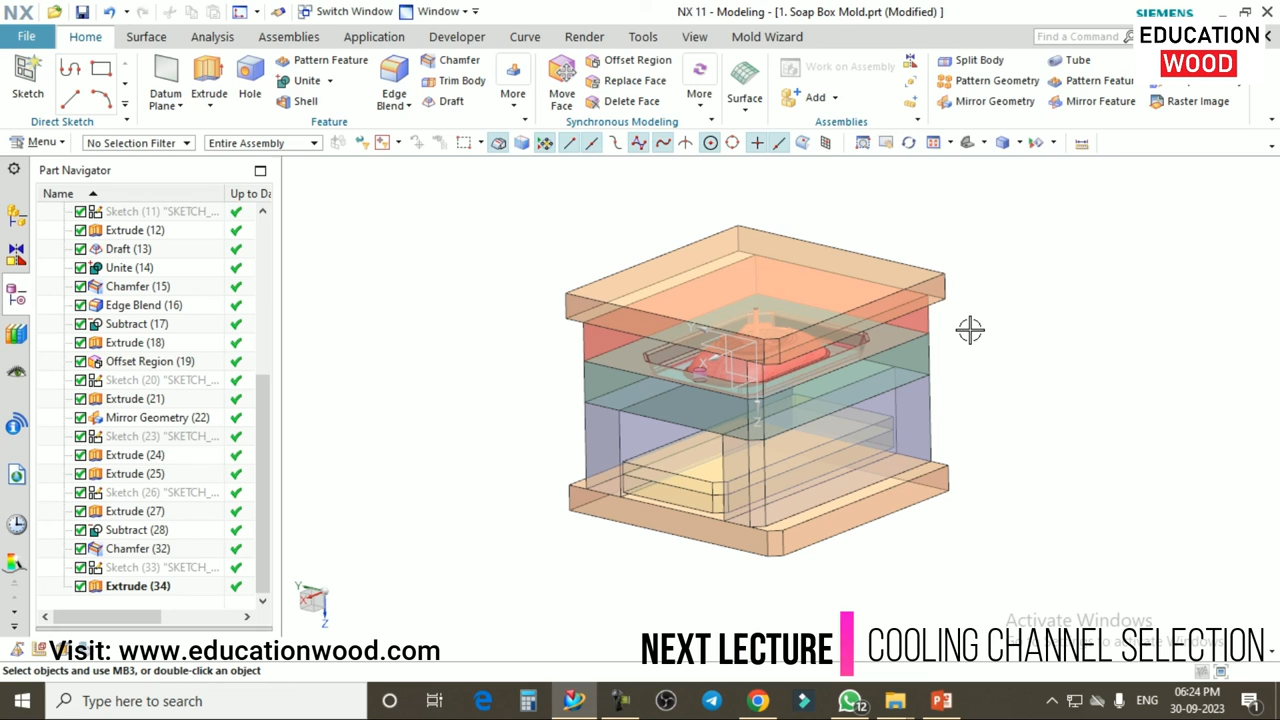 NX
Switch Window
Window
NX 11 - Modeling - [1. Soap Box Mold.prt (Modified) ]
SIEMENS
File
Home
Surface
Analysis
Assemblies
Application
Curve
Developer
Render
Tools
View
Mold Wizard
Find a Command
EDUCATION
WOOD
Sketch
Direct Sketch
Datum
Plane
Extrude
Hole
Pattern Feature
Unite
Shell
Edge
Blend
Chamfer
Trim Body
Draft
More
Feature
Move
Face
Offset Region
Replace Face
Delete Face
More
Synchronous Modeling
Surface
Work on Assembly
Add
Assemblies
Split Body
Pattern Geometry
Mirror Geometry
Tube
Pattern Featu
Mirror Feature
Raster Image
Menu
No Selection Filter
Entire Assembly
Part Navigator
Name
Up to Da
Sketch (11) "SKETCH_...
Extrude (12)
Draft (13)
Unite (14)
Chamfer (15)
Edge Blend (16)
Subtract (17)
Extrude (18)
Offset Region (19)
Sketch (20) "SKETCH_...
Extrude (21)
Mirror Geometry (22)
Sketch (23) "SKETCH_...
Extrude (24)
Extrude (25)
Sketch (26) "SKETCH_...
Extrude (27)
Subtract (28)
Chamfer (32)
Sketch (33) "SKETCH_...
Extrude (34)
Y
X
Z
Y
X
Z
Activate Windows
Visit: www.educationwood.com
NEXT LECTURE
COOLING CHANNEL SELECTION
Select objects and use MB3, or double-click an object
Type here to search
12
ENG
06:24 PM
30-09-2023
1